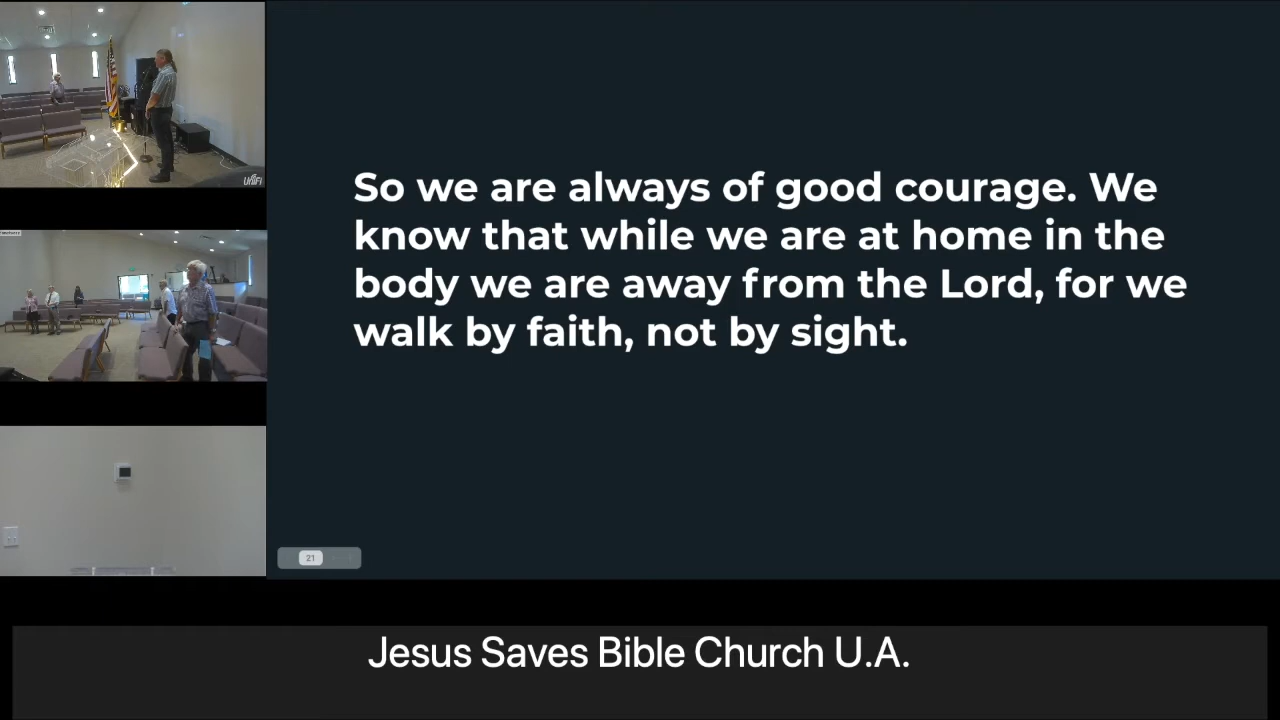 UniFi
So we are always of good courage. We
know that while we are at home in the
body we are away from the Lord, for we
walk by faith, not by sight.
21
Jesus Saves Bible Church U.A.